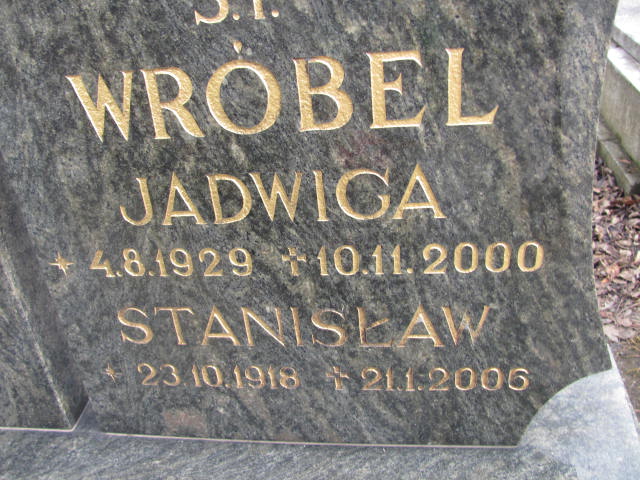 Ś.P.
WRÓBEL
JADWIGA
* 4.8.1929 ✝ 10.11.2000
STANISŁAW
* 23.10.1918 ✝ 21.1.2006